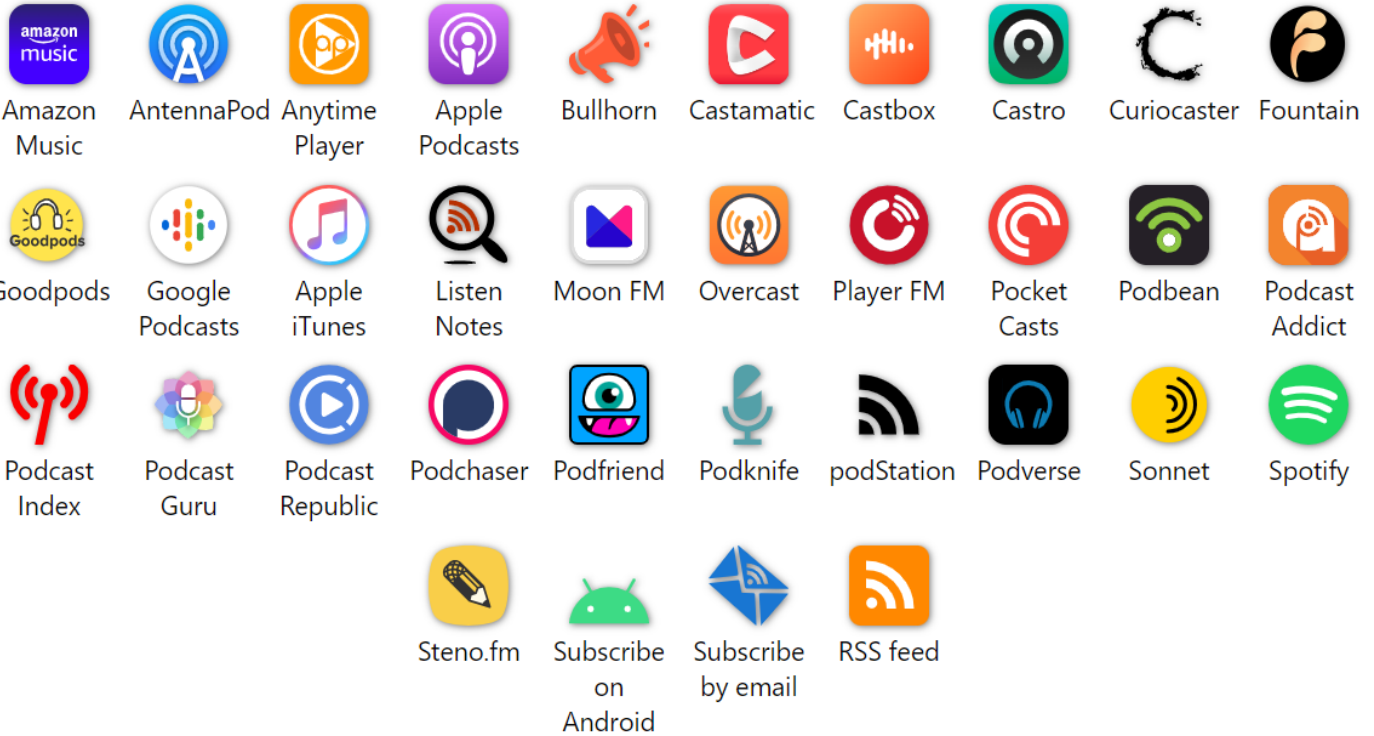 amazon
music
ap
Amazon Music
AntennaPod
Anytime Player
Apple Podcasts
Bullhorn
Castamatic
Castbox
Castro
Curiocaster
Fountain
Goodpods
Goodpods
Google Podcasts
Apple iTunes
Listen Notes
Moon FM
Overcast
Player FM
Pocket Casts
Podbean
Podcast Addict
Podcast Index
Podcast Guru
Podcast Republic
Podchaser
Podfriend
Podknife
podStation
Podverse
Sonnet
Spotify
Steno.fm
Subscribe on Android
Subscribe by email
RSS feed